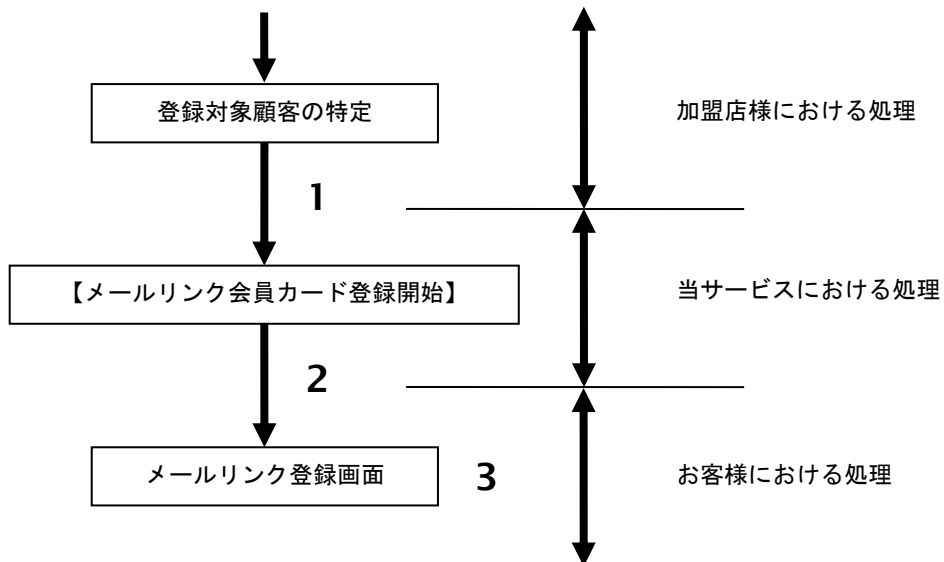 登録対象顧客の特定
加盟店様における処理
1
【メールリンク会員カード登録開始】
当サービスにおける処理
2
メールリンク登録画面
3
お客様における処理